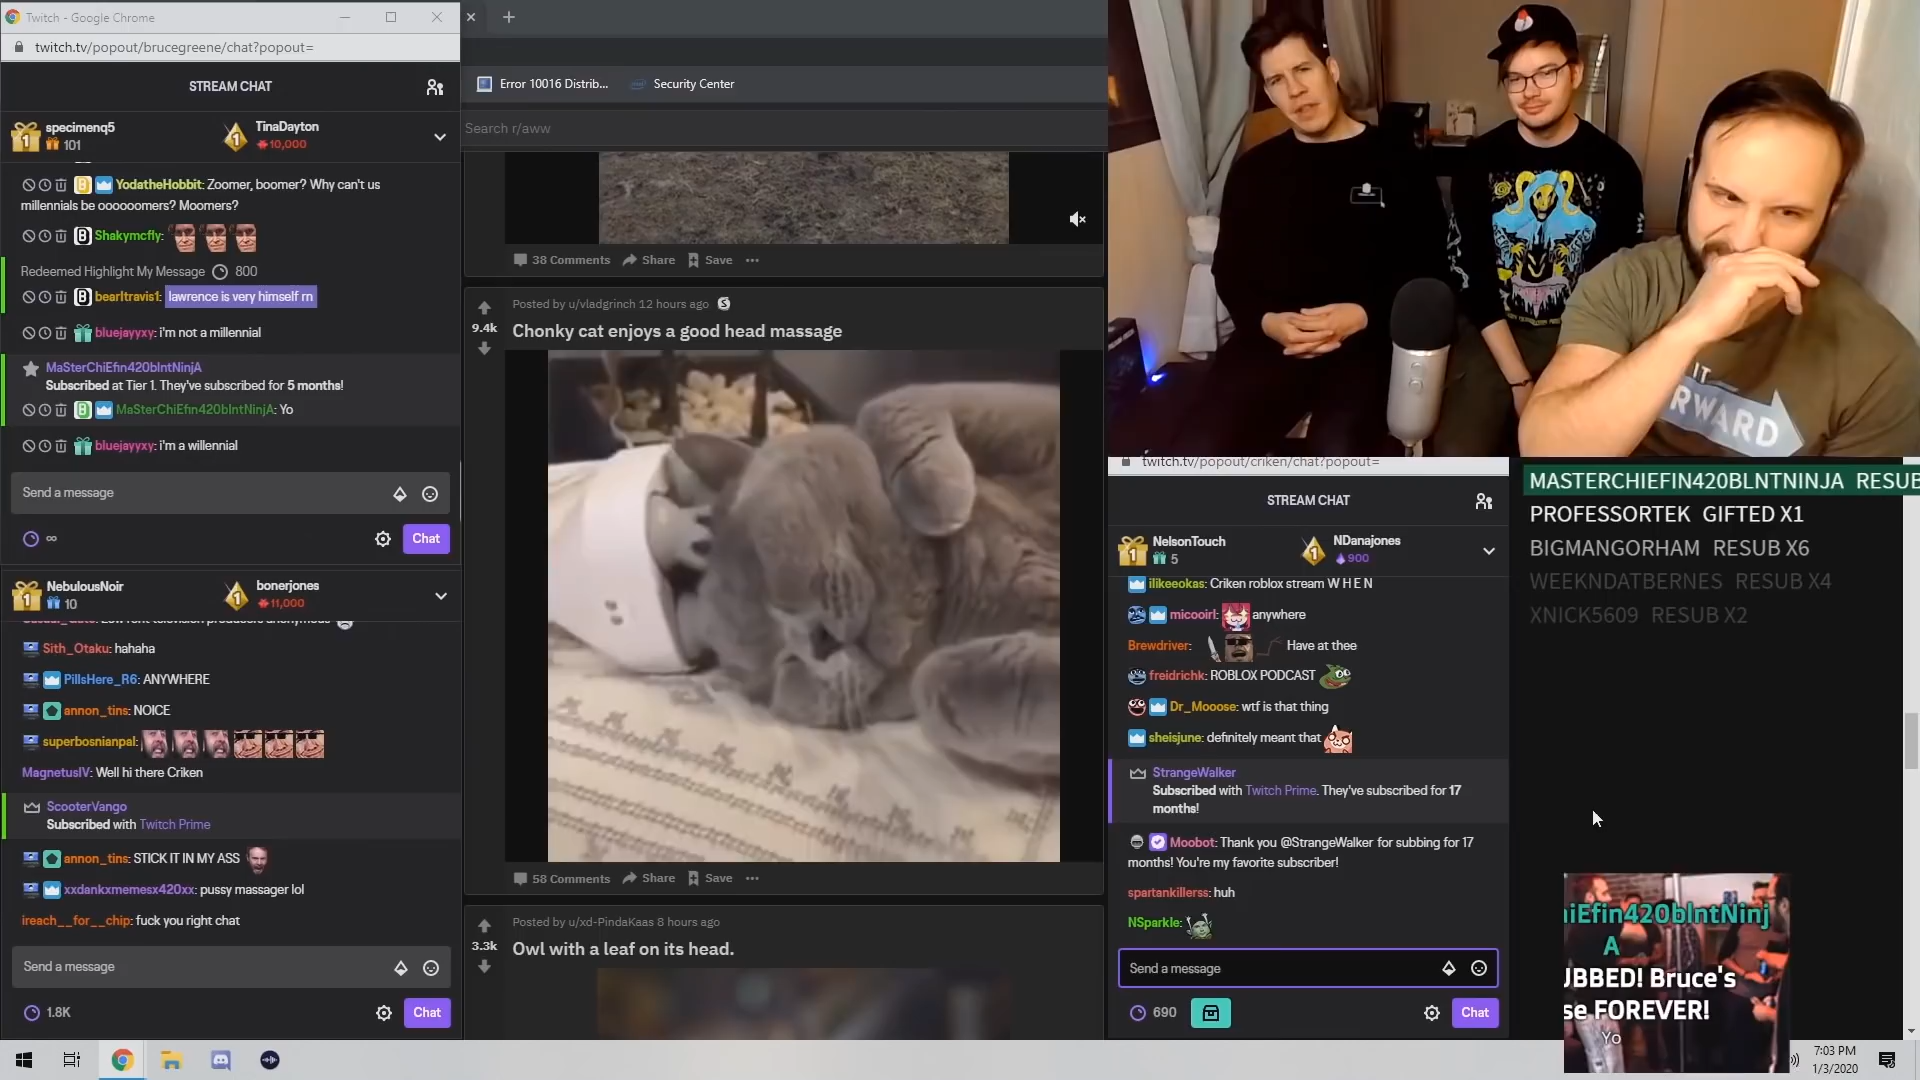 Twitch - Google Chrome
twitch.tv/popout/brucegreene/chat?popout=
STREAM CHAT
specimenq5
101
TinaDayton
10,000
YodatheHobbit: Zoomer, boomer? Why can't us
millennials be oooooomers? Moomers?
Shakymcfly:
Redeemed Highlight My Message 800
bearltravis1: lawrence is very himself rn
bluejayyxy: i'm not a millennial
MaSterChiEfin420blntNinjA
Subscribed at Tier 1. They've subscribed for 5 months!
MaSterChiEfin420blntNinjA: Yo
bluejayyxy: i'm a willennial
Send a message
∞
Chat
NebulousNoir
10
bonerjones
11,000
Sith_Otaku: hahaha
PillsHere_R6: ANYWHERE
annon_tins: NOICE
superbosnianpal:
MagnetusIV: Well hi there Criken
ScooterVango
Subscribed with Twitch Prime
annon_tins: STICK IT IN MY ASS
xxdankxmemesx420xx: pussy massager lol
ireach__for__chip: fuck you right chat
Send a message
1.8K
Chat
Error 10016 Distrib...
Security Center
Search r/aww
38 Comments Share Save
Posted by u/vladgrinch 12 hours ago
9.4k
Chonky cat enjoys a good head massage
58 Comments Share Save
Posted by u/xd-PindaKaas 8 hours ago
3.3k
Owl with a leaf on its head.
IT
RWARD
twitch.tv/popout/criken/chat?popout=
STREAM CHAT
NelsonTouch
5
NDanajones
900
ilikeeokas: Criken roblox stream W H E N
micooirl: anywhere
Brewdriver: Have at thee
freidrichk: ROBLOX PODCAST
Dr_Mooose: wtf is that thing
sheisjune: definitely meant that
StrangeWalker
Subscribed with Twitch Prime. They've subscribed for 17
months!
Moobot: Thank you @StrangeWalker for subbing for 17
months! You're my favorite subscriber!
spartankillerss: huh
NSparkle:
Send a message
690
Chat
MASTERCHIEFIN420BLNTNINJA RESUB
PROFESSORTEK GIFTED X1
BIGMANGORHAM RESUB X6
WEEKNDATBERNES RESUB X4
XNICK5609 RESUB X2
hiEfin420blntNinj
A
UBBED! Bruce's
se FOREVER!
Yo
7:03 PM
1/3/2020